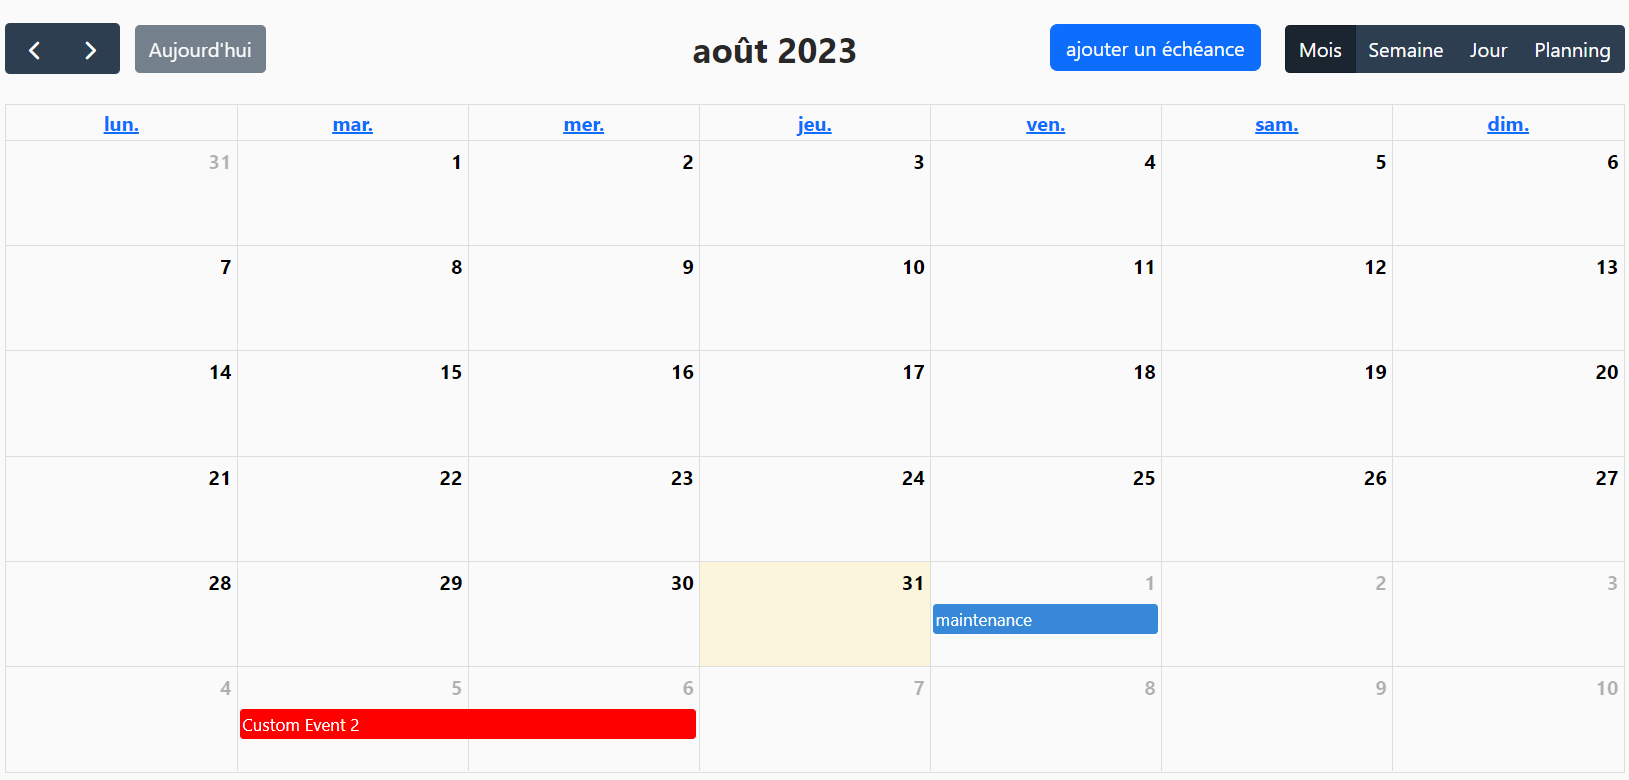 Aujourd'hui août 2023 ajouter un échéance Mois Semaine Jour Planning
lun. mar. mer. jeu. ven. sam. dim.
31 1 2 3 4 5 6
7 8 9 10 11 12 13
14 15 16 17 18 19 20
21 22 23 24 25 26 27
28 29 30 31 1 2 3
maintenance
4 5 6 7 8 9 10
Custom Event 2